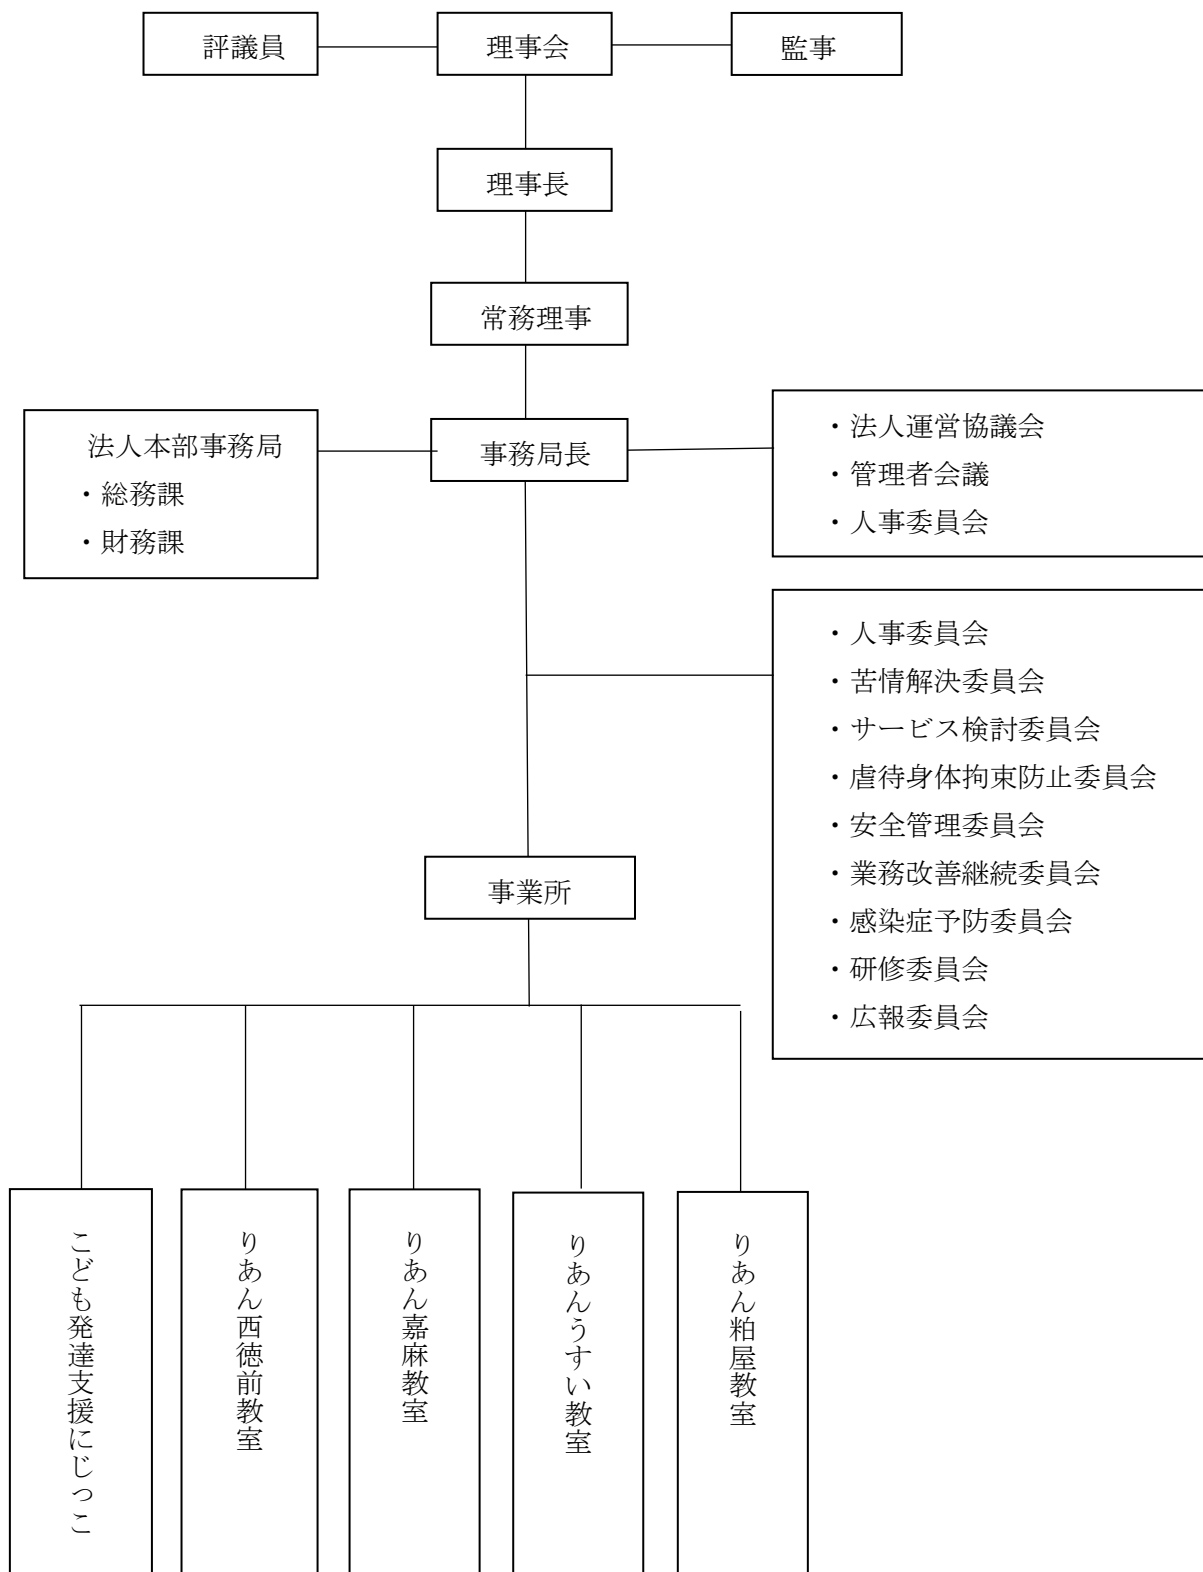 評議員
理事会
監事
理事長
常務理事
法人本部事務局
・総務課
・財務課
事務局長
・法人運営協議会
・管理者会議
・人事委員会
・人事委員会
・苦情解決委員会
・サービス検討委員会
・虐待身体拘束防止委員会
・安全管理委員会
・業務改善継続委員会
・感染症予防委員会
・研修委員会
・広報委員会
事業所
こども発達支援にじっこ
りあん西徳前教室
りあん嘉麻教室
りあんうすい教室
りあん粕屋教室